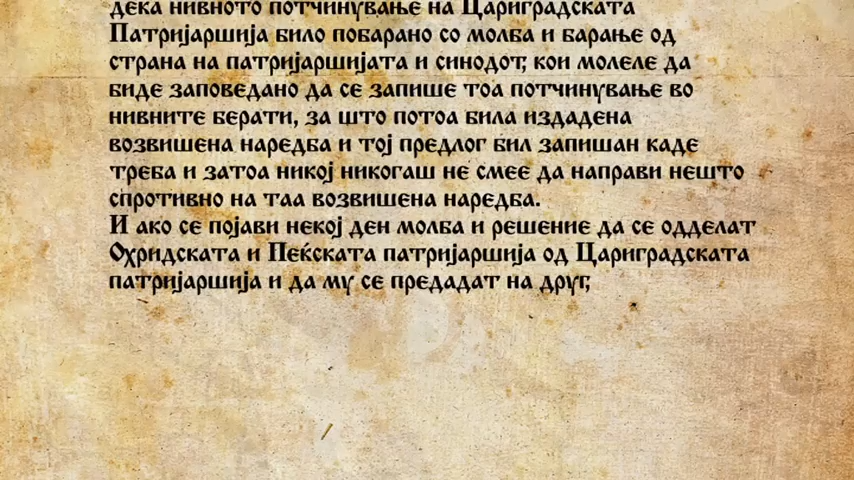 дека нивното потчинување на Цариградската
Патријаршија било побарано со молба и барање од
страна на патријаршијата и синодот, кои молеле да
биде заповедано да се запише тоа потчинување во
нивните берати, за што потоа била издадена
возвишена наредба и тој предлог бил запишан каде
треба и затоа никој никогаш не смее да направи нешто
спротивно на таа возвишена наредба.
И ако се појави некој ден молба и решение да се одделат
Охридската и Пеќската патријаршија од Цариградската
патријаршија и да му се предадат на друг,